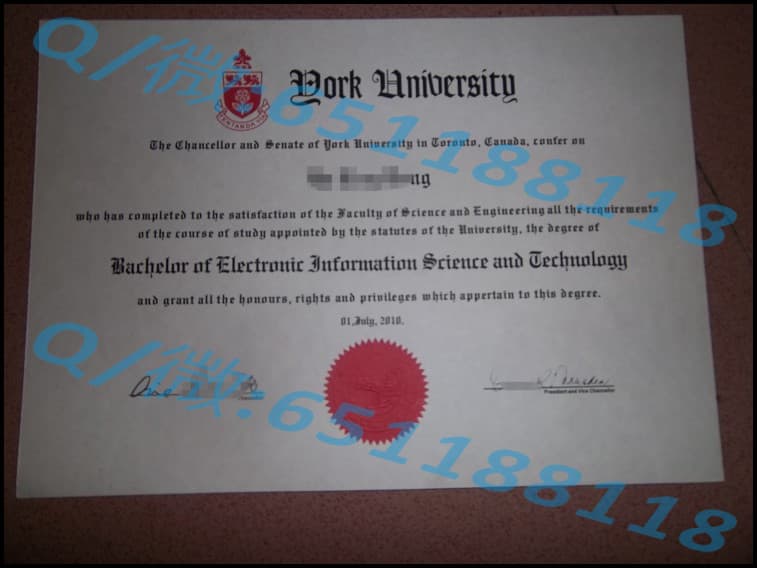 Q/微:651188118
York University
TENTANDA VIA
The Chancellor and Senate of York University in Toronto, Canada, confer on
ng
who has completed to the satisfaction of the Faculty of Science and Engineering all the requirements
of the course of study appointed by the statutes of the University, the degree of
Bachelor of Electronic Information Science and Technology
and grant all the honours, rights and privileges which appertain to this degree.
01,July, 2010.
Q/微:651188118
Chancellor
President and Vice Chancellor